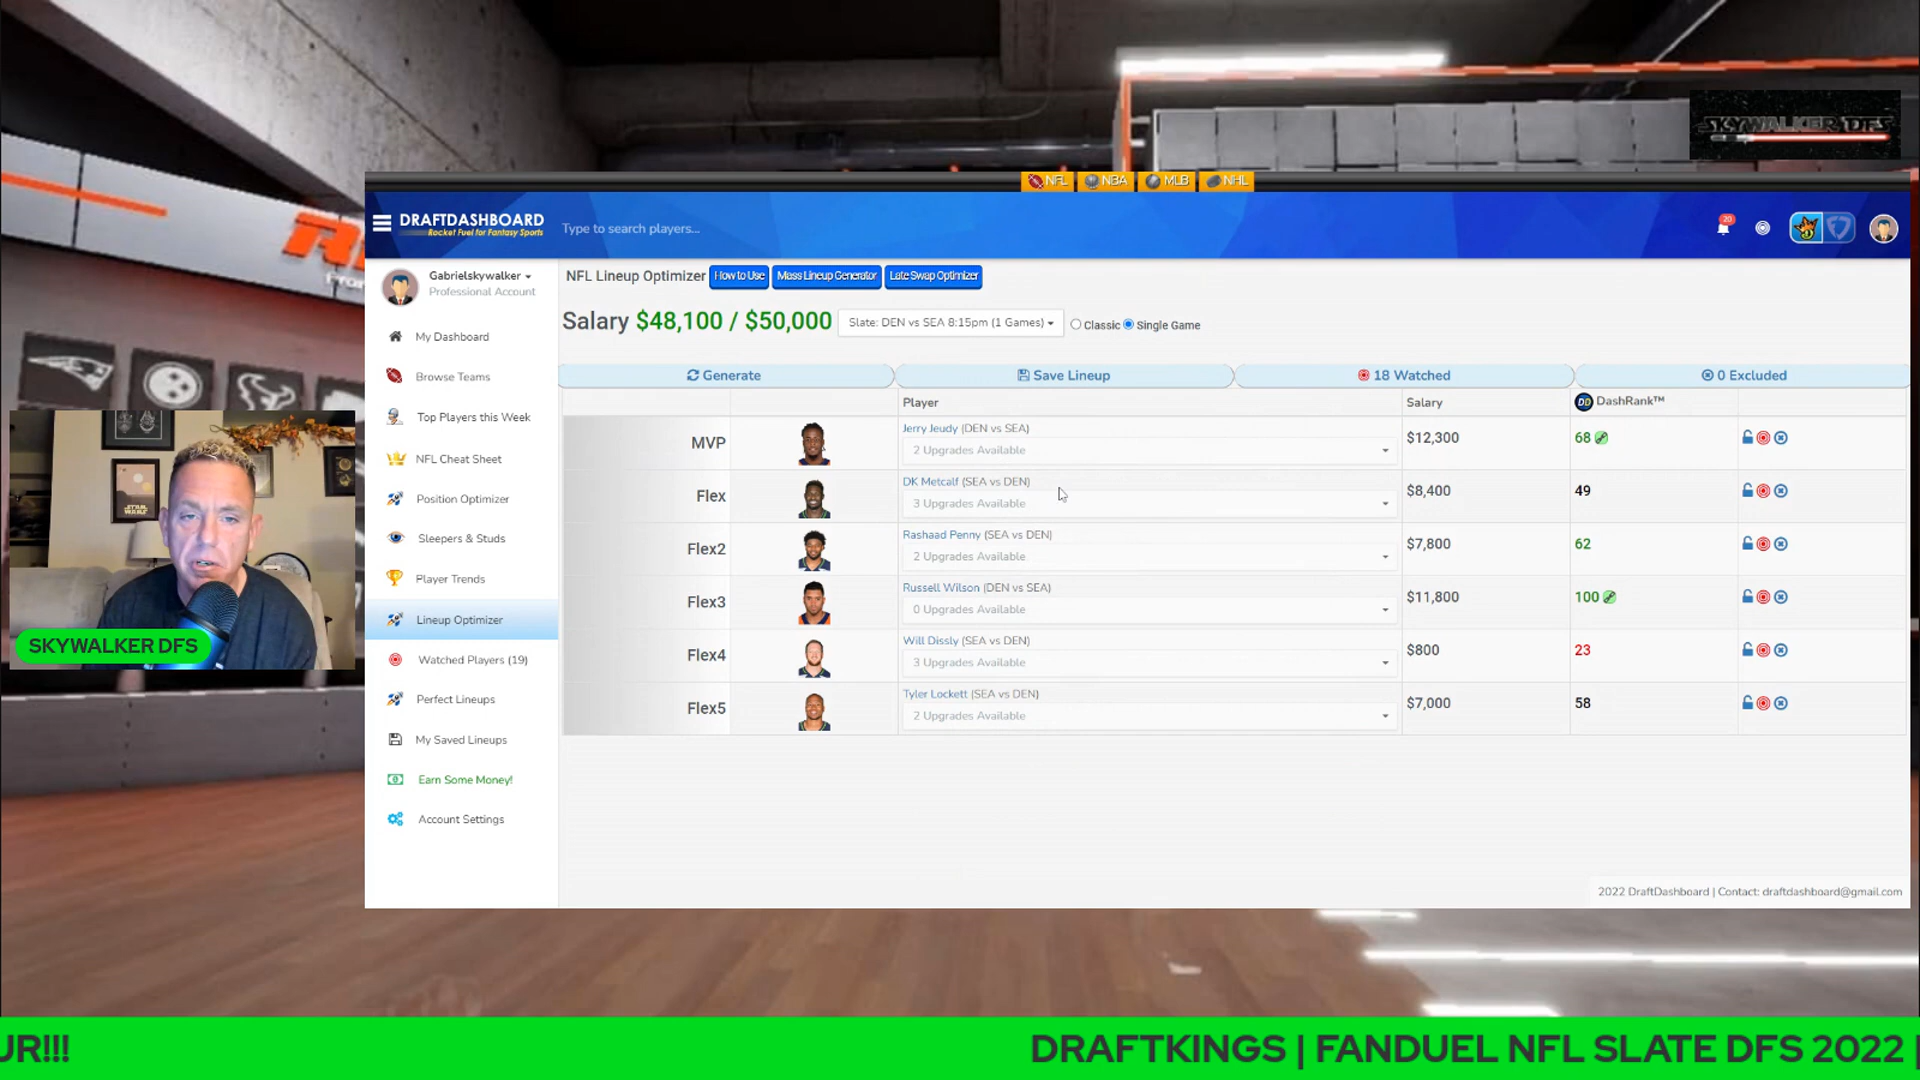 SKYWALKER DFS
NFL NBA MLB NHL
DRAFTDASHBOARD
Rocket Fuel for Fantasy Sports
Type to search players...
20
Gabrielskywalker
Professional Account
NFL Lineup Optimizer How to Use Mass Lineup Generator Late Swap Optimizer
Salary $48,100 / $50,000 Slate: DEN vs SEA 8:15pm (1 Games) Classic Single Game
My Dashboard
Browse Teams
Top Players this Week
NFL Cheat Sheet
Position Optimizer
Sleepers & Studs
Player Trends
Lineup Optimizer
Watched Players (19)
Perfect Lineups
My Saved Lineups
Earn Some Money!
Account Settings
Generate Save Lineup 18 Watched 0 Excluded
Player Salary DD DashRank™
MVP Jerry Jeudy (DEN vs SEA) $12,300 68
2 Upgrades Available
Flex DK Metcalf (SEA vs DEN) $8,400 49
3 Upgrades Available
Flex2 Rashaad Penny (SEA vs DEN) $7,800 62
2 Upgrades Available
Flex3 Russell Wilson (DEN vs SEA) $11,800 100
0 Upgrades Available
Flex4 Will Dissly (SEA vs DEN) $800 23
3 Upgrades Available
Flex5 Tyler Lockett (SEA vs DEN) $7,000 58
2 Upgrades Available
2022 DraftDashboard | Contact: draftdashboard@gmail.com
STAR WARS
SKYWALKER DFS
UR!!! DRAFTKINGS | FANDUEL NFL SLATE DFS 2022 |